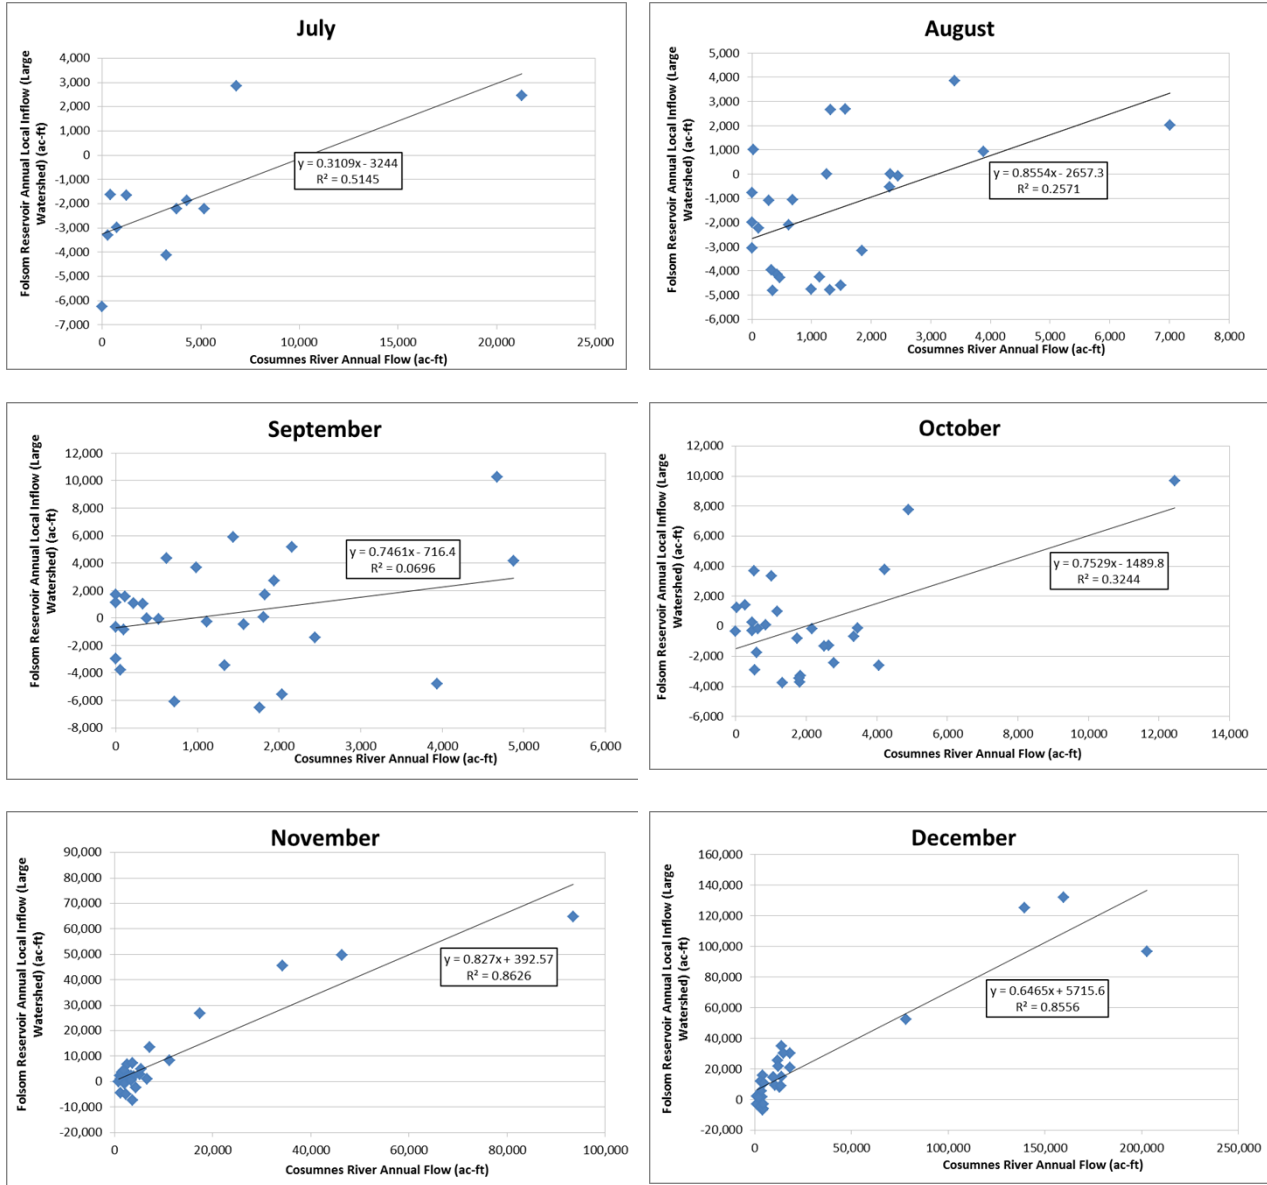 July
Folsom Reservoir Annual Local Inflow (Large
Watershed) (ac-ft)
4,000
3,000
2,000
1,000
0
-1,000
-2,000
-3,000
-4,000
-5,000
-6,000
-7,000
y = 0.3109x - 3244
R² = 0.5145
0 5,000 10,000 15,000 20,000 25,000
Cosumnes River Annual Flow (ac-ft)
August
Folsom Reservoir Annual Local Inflow (Large
Watershed) (ac-ft)
5,000
4,000
3,000
2,000
1,000
0
-1,000
-2,000
-3,000
-4,000
-5,000
-6,000
y = 0.8554x - 2657.3
R² = 0.2571
0 1,000 2,000 3,000 4,000 5,000 6,000 7,000 8,000
Cosumnes River Annual Flow (ac-ft)
September
Folsom Reservoir Annual Local Inflow (Large
Watershed) (ac-ft)
12,000
10,000
8,000
6,000
4,000
2,000
0
-2,000
-4,000
-6,000
-8,000
y = 0.7461x - 716.4
R² = 0.0696
0 1,000 2,000 3,000 4,000 5,000 6,000
Cosumnes River Annual Flow (ac-ft)
October
Folsom Reservoir Annual Local Inflow (Large
Watershed) (ac-ft)
12,000
10,000
8,000
6,000
4,000
2,000
0
-2,000
-4,000
-6,000
y = 0.7529x - 1489.8
R² = 0.3244
0 2,000 4,000 6,000 8,000 10,000 12,000 14,000
Cosumnes River Annual Flow (ac-ft)
November
Folsom Reservoir Annual Local Inflow (Large
Watershed) (ac-ft)
90,000
80,000
70,000
60,000
50,000
40,000
30,000
20,000
10,000
0
-10,000
-20,000
y = 0.827x + 392.57
R² = 0.8626
0 20,000 40,000 60,000 80,000 100,000
Cosumnes River Annual Flow (ac-ft)
December
Folsom Reservoir Annual Local Inflow (Large
Watershed) (ac-ft)
160,000
140,000
120,000
100,000
80,000
60,000
40,000
20,000
0
-20,000
y = 0.6465x + 5715.6
R² = 0.8556
0 50,000 100,000 150,000 200,000 250,000
Cosumnes River Annual Flow (ac-ft)